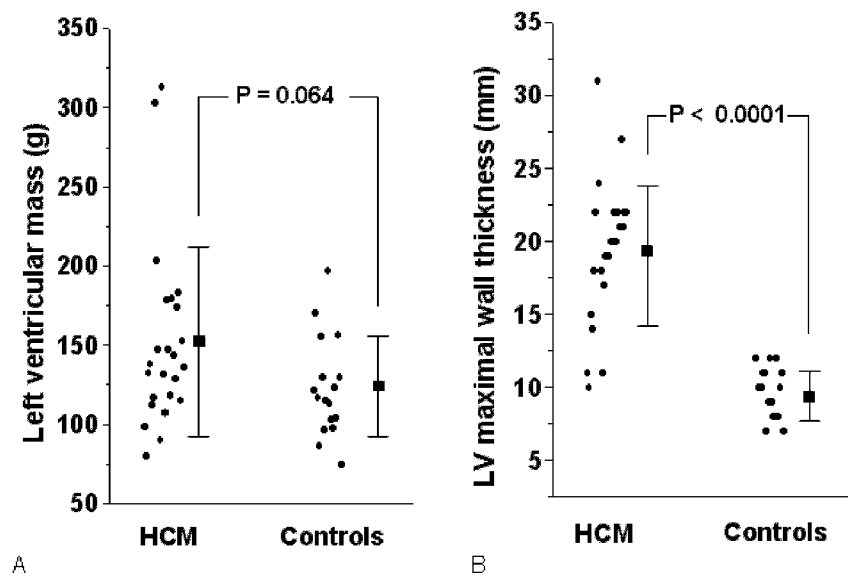 Left ventricular mass (g)
350
300
250
200
150
100
50
P = 0.064
HCM
Controls
A
LV maximal wall thickness (mm)
35
30
25
20
15
10
5
P < 0.0001
HCM
Controls
B